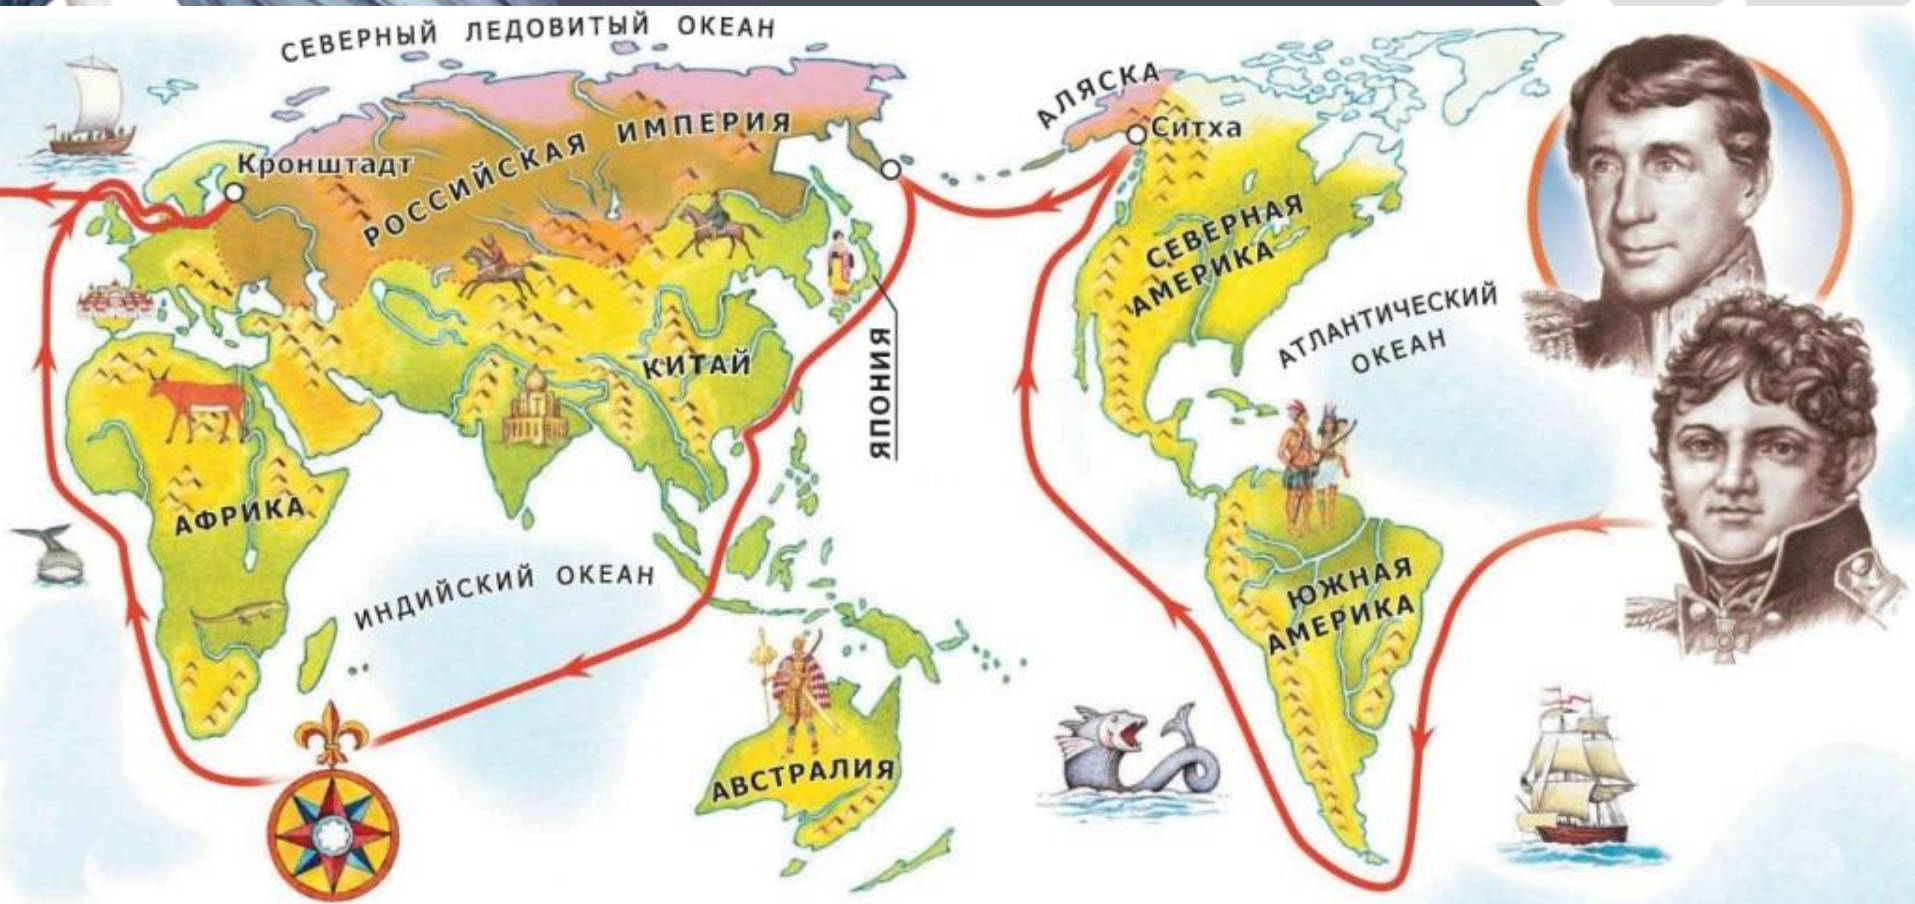 СЕВЕРНЫЙ ЛЕДОВИТЫЙ ОКЕАН
АЛЯСКА
Ситха
РОССИЙСКАЯ ИМПЕРИЯ
Кронштадт
СЕВЕРНАЯ
АМЕРИКА
АТЛАНТИЧЕСКИЙ
ОКЕАН
КИТАЙ
ЯПОНИЯ
АФРИКА
ИНДИЙСКИЙ ОКЕАН
ЮЖНАЯ
АМЕРИКА
АВСТРАЛИЯ